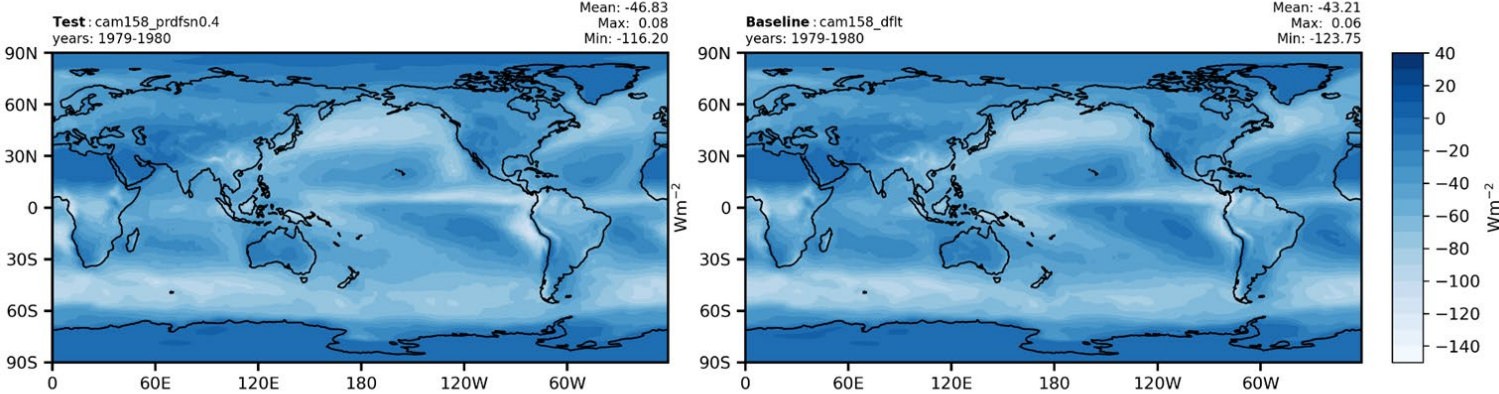 Mean: -46.83
Test : cam158_prdfsn0.4 Max: 0.08
years: 1979-1980 Min: -116.20
90N
60N
30N
0
30S
60S
90S
0 60E 120E 180 120W 60W
Wm−2
Mean: -43.21
Baseline : cam158_dflt Max: 0.06
years: 1979-1980 Min: -123.75
90N
60N
30N
0
30S
60S
90S
0 60E 120E 180 120W 60W
40
20
0
−20
−40
−60
−80
−100
−120
−140
Wm−2